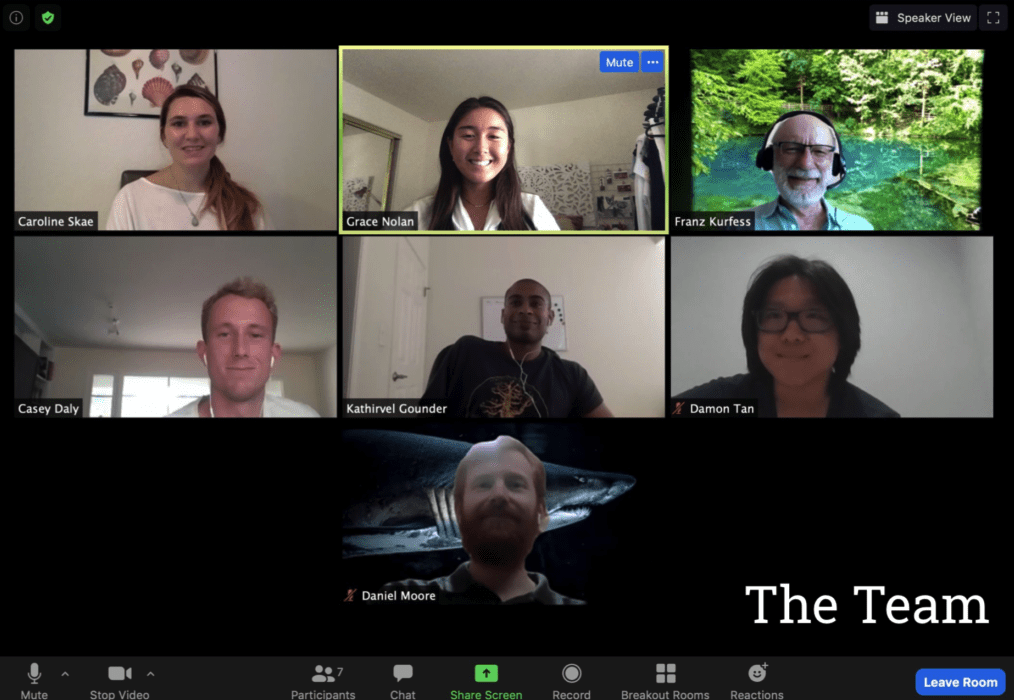 Speaker View
Mute
Caroline Skae
Grace Nolan
Franz Kurfess
Casey Daly
Kathirvel Gounder
Damon Tan
Daniel Moore
The Team
7
Mute
Stop Video
Participants
Chat
Share Screen
Record
Breakout Rooms
Reactions
Leave Room